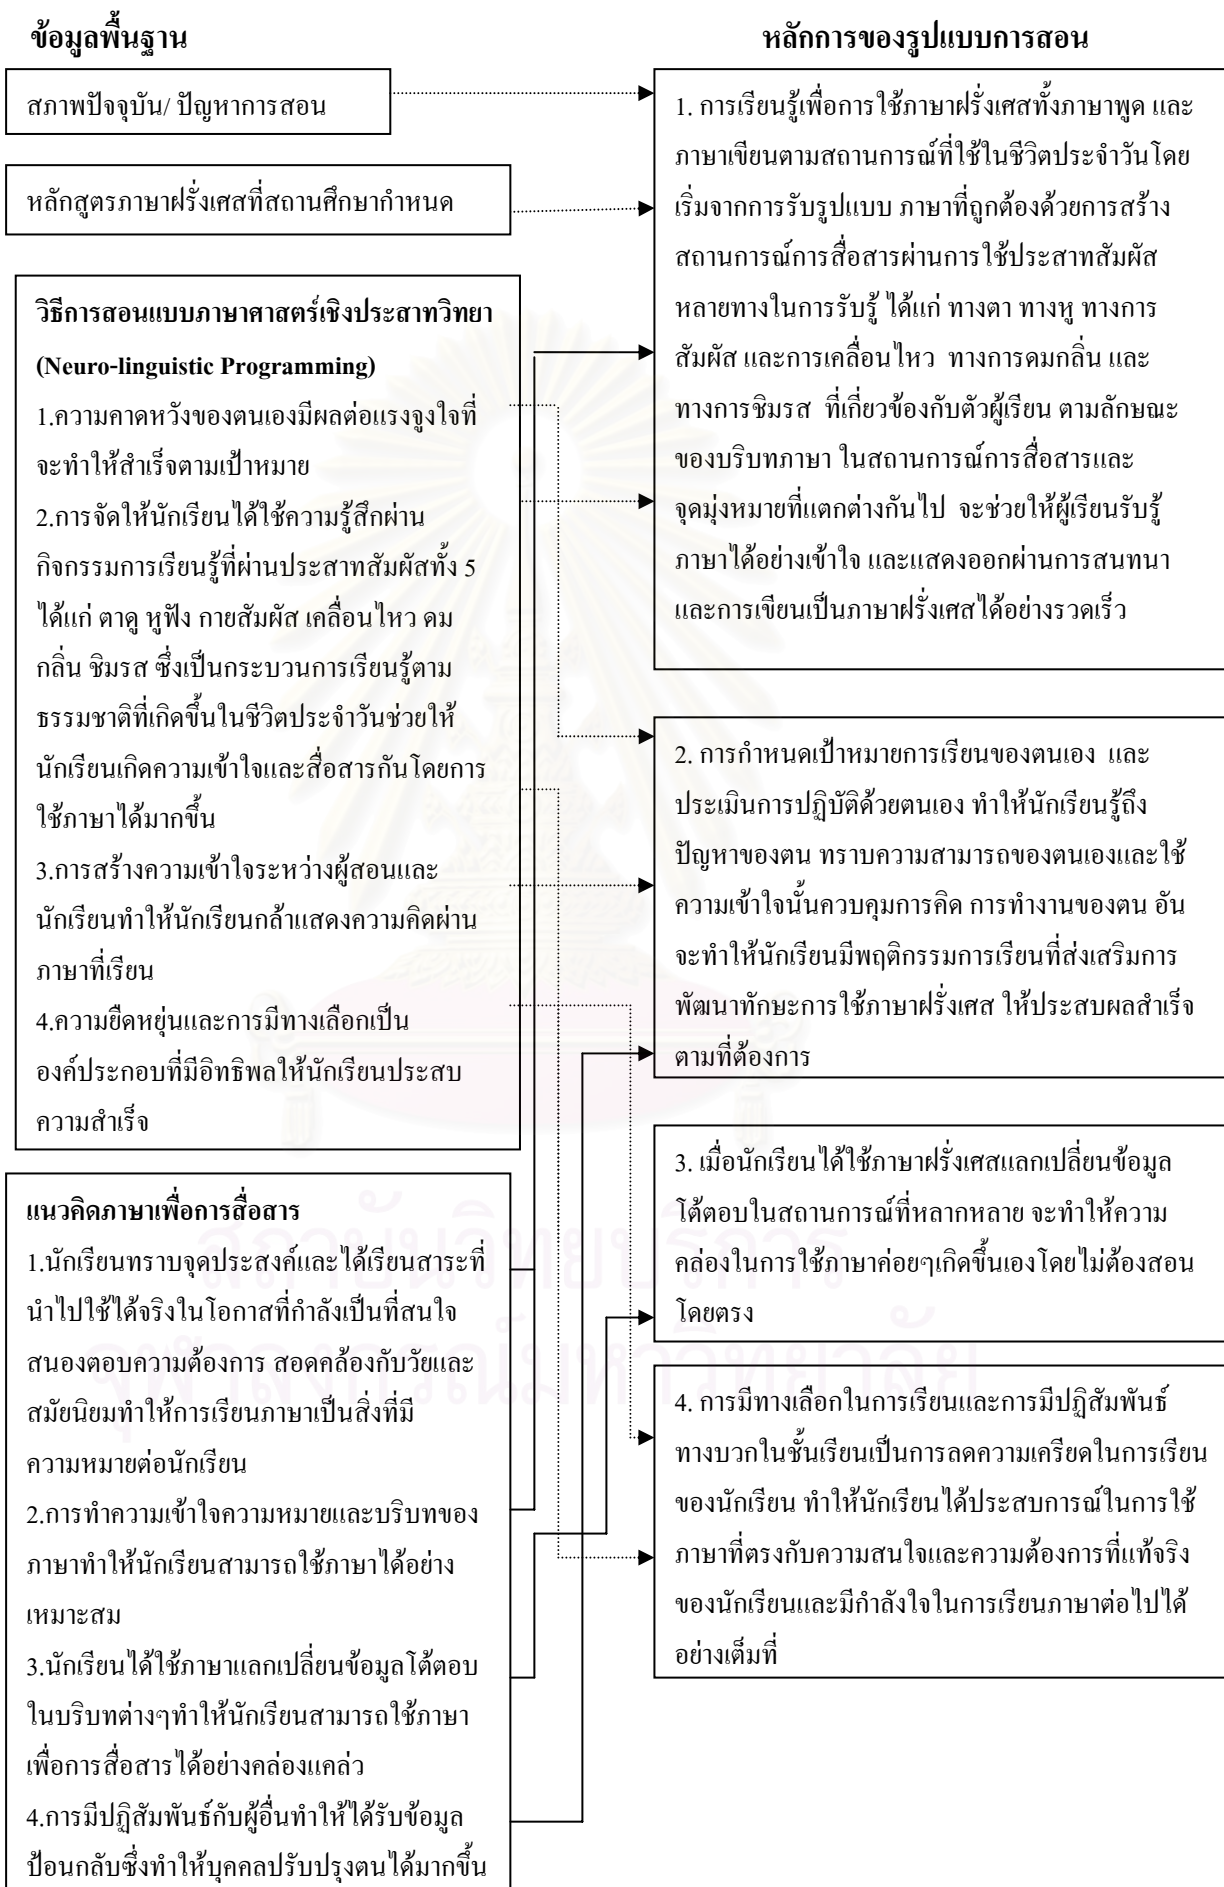 ข้อมูลพื้นฐาน
สภาพปัจจุบัน/ ปัญหาการสอน
หลักสูตรภาษาฝรั่งเศสที่สถานศึกษากำหนด
วิธีการสอนแบบภาษาศาสตร์เชิงประสาทวิทยา
(Neuro-linguistic Programming)
1.ความคาดหวังของตนเองมีผลต่อแรงจูงใจที่
จะทำให้สำเร็จตามเป้าหมาย
2.การจัดให้นักเรียนได้ใช้ความรู้สึกผ่าน
กิจกรรมการเรียนรู้ที่ผ่านประสาทสัมผัสทั้ง 5
ได้แก่ ตาดู หูฟัง กายสัมผัส เคลื่อนไหว ดม
กลิ่น ชิมรส ซึ่งเป็นกระบวนการเรียนรู้ตาม
ธรรมชาติที่เกิดขึ้นในชีวิตประจำวันช่วยให้
นักเรียนเกิดความเข้าใจและสื่อสารกันโดยการ
ใช้ภาษาได้มากขึ้น
3.การสร้างความเข้าใจระหว่างผู้สอนและ
นักเรียนทำให้นักเรียนกล้าแสดงความคิดผ่าน
ภาษาที่เรียน
4.ความยืดหยุ่นและการมีทางเลือกเป็น
องค์ประกอบที่มีอิทธิพลให้นักเรียนประสบ
ความสำเร็จ
แนวคิดภาษาเพื่อการสื่อสาร
1.นักเรียนทราบจุดประสงค์และได้เรียนสาระที่
นำไปใช้ได้จริงในโอกาสที่กำลังเป็นที่สนใจ
สนองตอบความต้องการ สอดคล้องกับวัยและ
สมัยนิยมทำให้การเรียนภาษาเป็นสิ่งที่มี
ความหมายต่อนักเรียน
2.การทำความเข้าใจความหมายและบริบทของ
ภาษาทำให้นักเรียนสามารถใช้ภาษาได้อย่าง
เหมาะสม
3.นักเรียนได้ใช้ภาษาแลกเปลี่ยนข้อมูลโต้ตอบ
ในบริบทต่างๆทำให้นักเรียนสามารถใช้ภาษา
เพื่อการสื่อสารได้อย่างคล่องแคล่ว
4.การมีปฏิสัมพันธ์กับผู้อื่นทำให้ได้รับข้อมูล
ป้อนกลับซึ่งทำให้บุคคลปรับปรุงตนได้มากขึ้น
หลักการของรูปแบบการสอน
1. การเรียนรู้เพื่อการใช้ภาษาฝรั่งเศสทั้งภาษาพูด และ
ภาษาเขียนตามสถานการณ์ที่ใช้ในชีวิตประจำวันโดย
เริ่มจากการรับรูปแบบ ภาษาที่ถูกต้องด้วยการสร้าง
สถานการณ์การสื่อสารผ่านการใช้ประสาทสัมผัส
หลายทางในการรับรู้ ได้แก่ ทางตา ทางหู ทางการ
สัมผัส และการเคลื่อนไหว ทางการดมกลิ่น และ
ทางการชิมรส ที่เกี่ยวข้องกับตัวผู้เรียน ตามลักษณะ
ของบริบทภาษา ในสถานการณ์การสื่อสารและ
จุดมุ่งหมายที่แตกต่างกันไป จะช่วยให้ผู้เรียนรับรู้
ภาษาได้อย่างเข้าใจ และแสดงออกผ่านการสนทนา
และการเขียนเป็นภาษาฝรั่งเศสได้อย่างรวดเร็ว
2. การกำหนดเป้าหมายการเรียนของตนเอง และ
ประเมินการปฏิบัติด้วยตนเอง ทำให้นักเรียนรู้ถึง
ปัญหาของตน ทราบความสามารถของตนเองและใช้
ความเข้าใจนั้นควบคุมการคิด การทำงานของตน อัน
จะทำให้นักเรียนมีพฤติกรรมการเรียนที่ส่งเสริมการ
พัฒนาทักษะการใช้ภาษาฝรั่งเศส ให้ประสบผลสำเร็จ
ตามที่ต้องการ
3. เมื่อนักเรียนได้ใช้ภาษาฝรั่งเศสแลกเปลี่ยนข้อมูล
โต้ตอบในสถานการณ์ที่หลากหลาย จะทำให้ความ
คล่องในการใช้ภาษาค่อยๆเกิดขึ้นเองโดยไม่ต้องสอน
โดยตรง
4. การมีทางเลือกในการเรียนและการมีปฏิสัมพันธ์
ทางบวกในชั้นเรียนเป็นการลดความเครียดในการเรียน
ของนักเรียน ทำให้นักเรียนได้ประสบการณ์ในการใช้
ภาษาที่ตรงกับความสนใจและความต้องการที่แท้จริง
ของนักเรียนและมีกำลังใจในการเรียนภาษาต่อไปได้
อย่างเต็มที่
สถาบันวิทยบริการ
จุฬาลงกรณ์มหาวิทยาลัย